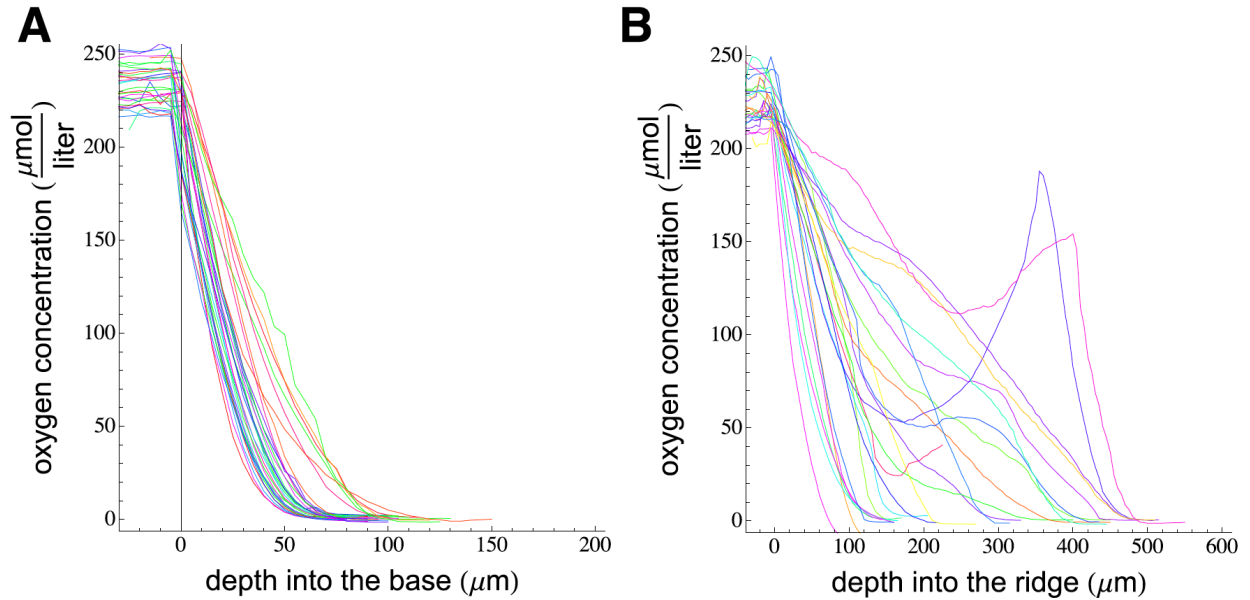 A
oxygen concentration (μmol/liter)
250
200
150
100
50
0
0 50 100 150 200
depth into the base (μm)
B
oxygen concentration (μmol/liter)
250
200
150
100
50
0
0 100 200 300 400 500 600
depth into the ridge (μm)